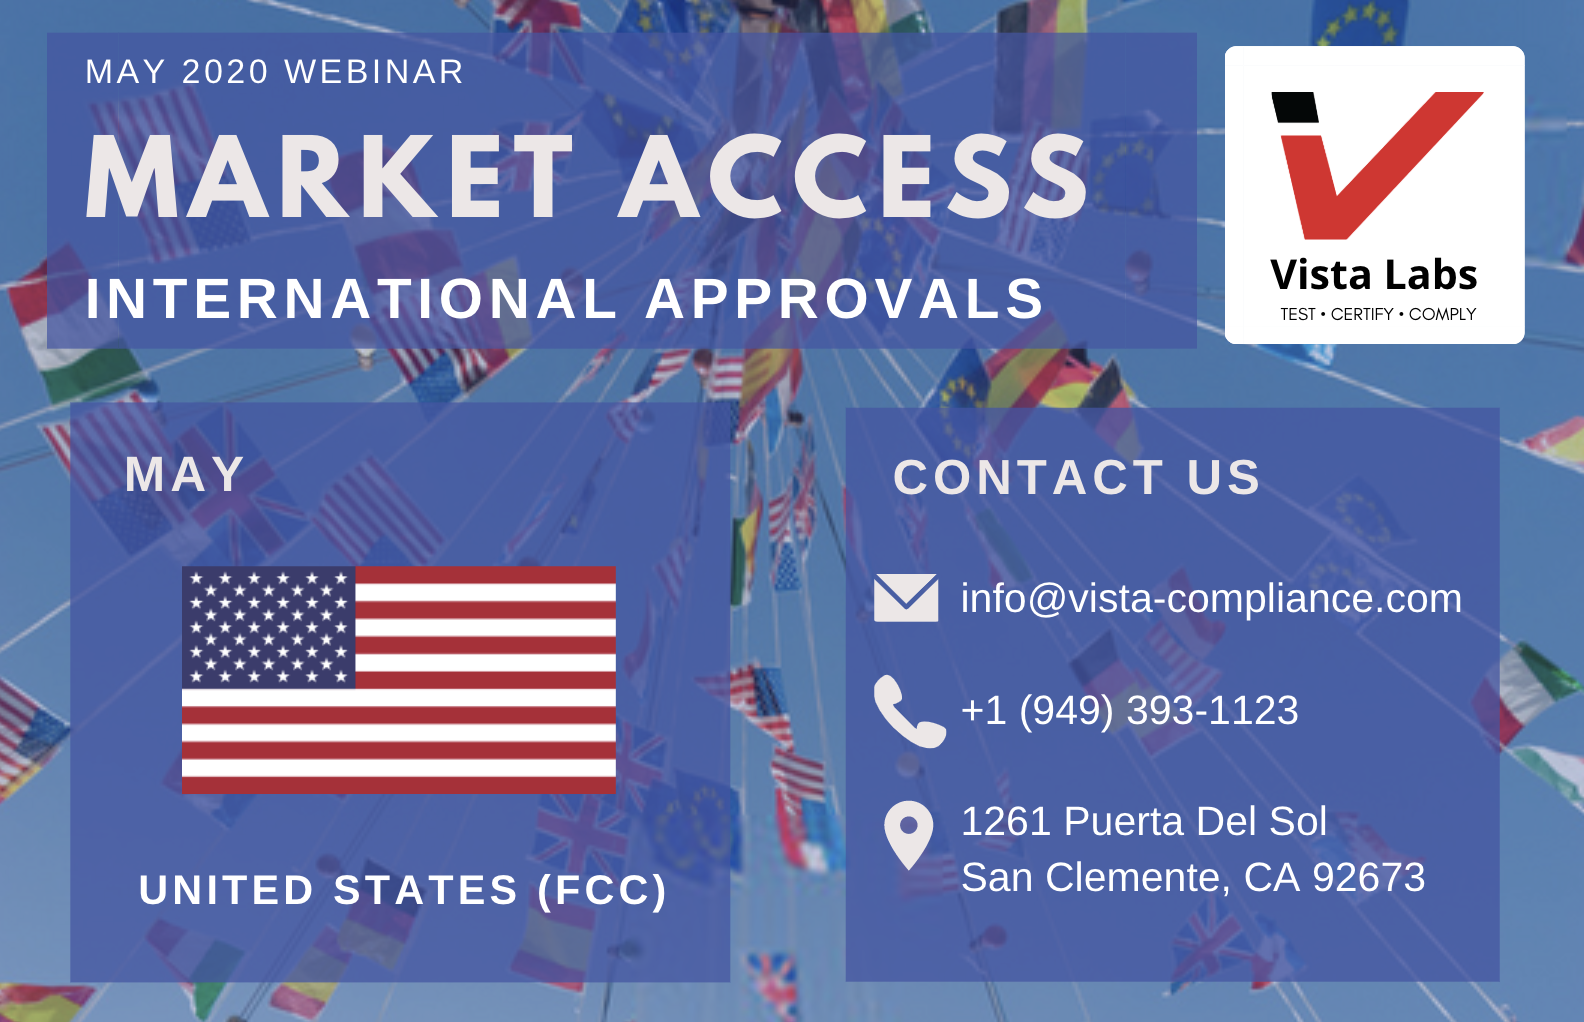 MAY 2020 WEBINAR
MARKET ACCESS
INTERNATIONAL APPROVALS
Vista Labs
TEST • CERTIFY • COMPLY
MAY
UNITED STATES (FCC)
CONTACT US
info@vista-compliance.com
+1 (949) 393-1123
1261 Puerta Del Sol
San Clemente, CA 92673